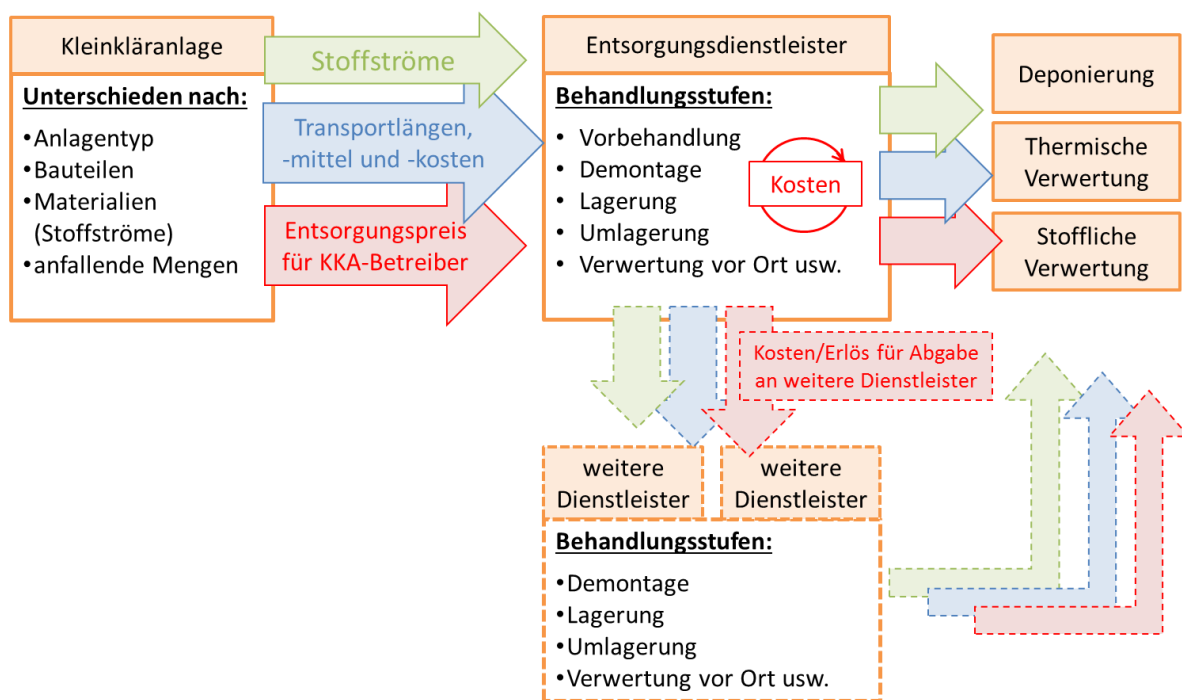 Kleinkläranlage
Unterschieden nach:
•Anlagentyp
•Bauteilen
•Materialien
(Stoffströme)
•anfallende Mengen
Stoffströme
Transportlängen,
-mittel und -kosten
Entsorgungspreis
für KKA-Betreiber
Entsorgungsdienstleister
Behandlungsstufen:
• Vorbehandlung
• Demontage
• Lagerung
• Umlagerung
• Verwertung vor Ort usw.
Kosten
Deponierung
Thermische
Verwertung
Stoffliche
Verwertung
Kosten/Erlös für Abgabe
an weitere Dienstleister
weitere
Dienstleister
weitere
Dienstleister
Behandlungsstufen:
•Demontage
•Lagerung
•Umlagerung
•Verwertung vor Ort usw.